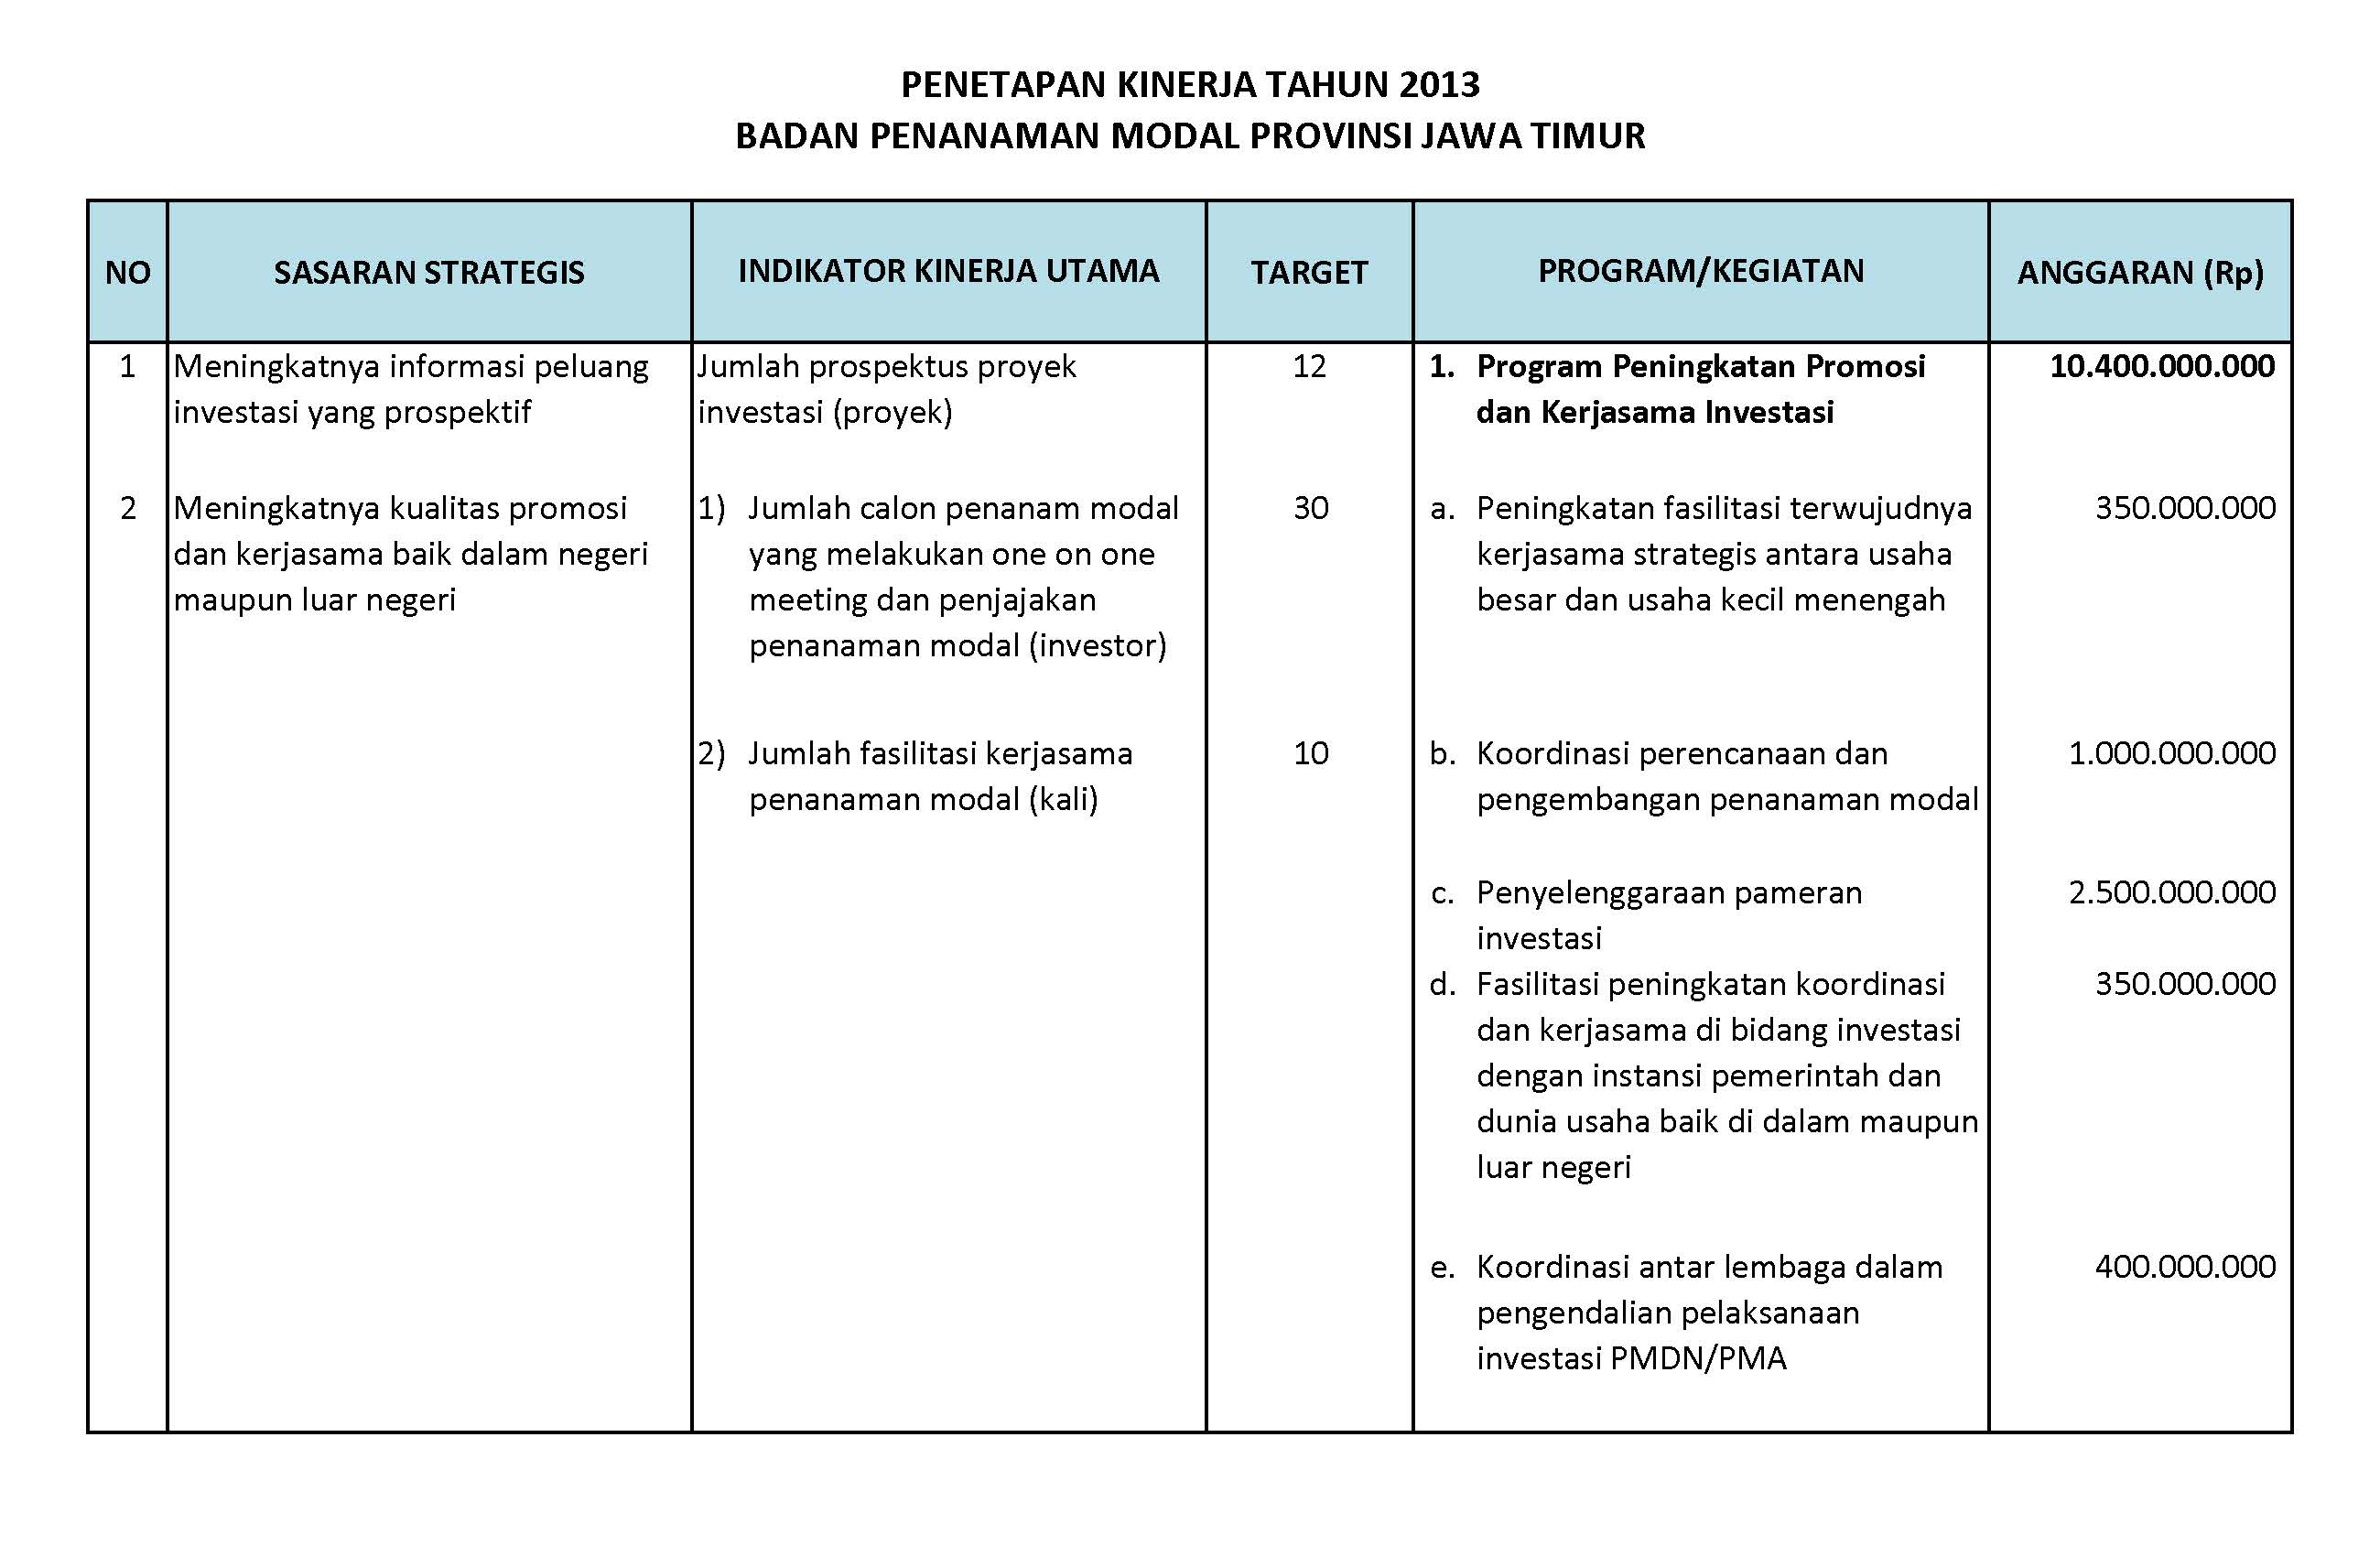 PENETAPAN KINERJA TAHUN 2013
BADAN PENANAMAN MODAL PROVINSI JAWA TIMUR
NO SASARAN STRATEGIS INDIKATOR KINERJA UTAMA TARGET PROGRAM/KEGIATAN ANGGARAN (Rp)
1 Meningkatnya informasi peluang Jumlah prospektus proyek 12 1. Program Peningkatan Promosi 10.400.000.000
investasi yang prospektif investasi (proyek) dan Kerjasama Investasi
2 Meningkatnya kualitas promosi 1) Jumlah calon penanam modal 30 a. Peningkatan fasilitasi terwujudnya 350.000.000
dan kerjasama baik dalam negeri yang melakukan one on one kerjasama strategis antara usaha
maupun luar negeri meeting dan penjajakan besar dan usaha kecil menengah
penanaman modal (investor)
2) Jumlah fasilitasi kerjasama 10 b. Koordinasi perencanaan dan 1.000.000.000
penanaman modal (kali) pengembangan penanaman modal
c. Penyelenggaraan pameran 2.500.000.000
investasi
d. Fasilitasi peningkatan koordinasi 350.000.000
dan kerjasama di bidang investasi
dengan instansi pemerintah dan
dunia usaha baik di dalam maupun
luar negeri
e. Koordinasi antar lembaga dalam 400.000.000
pengendalian pelaksanaan
investasi PMDN/PMA